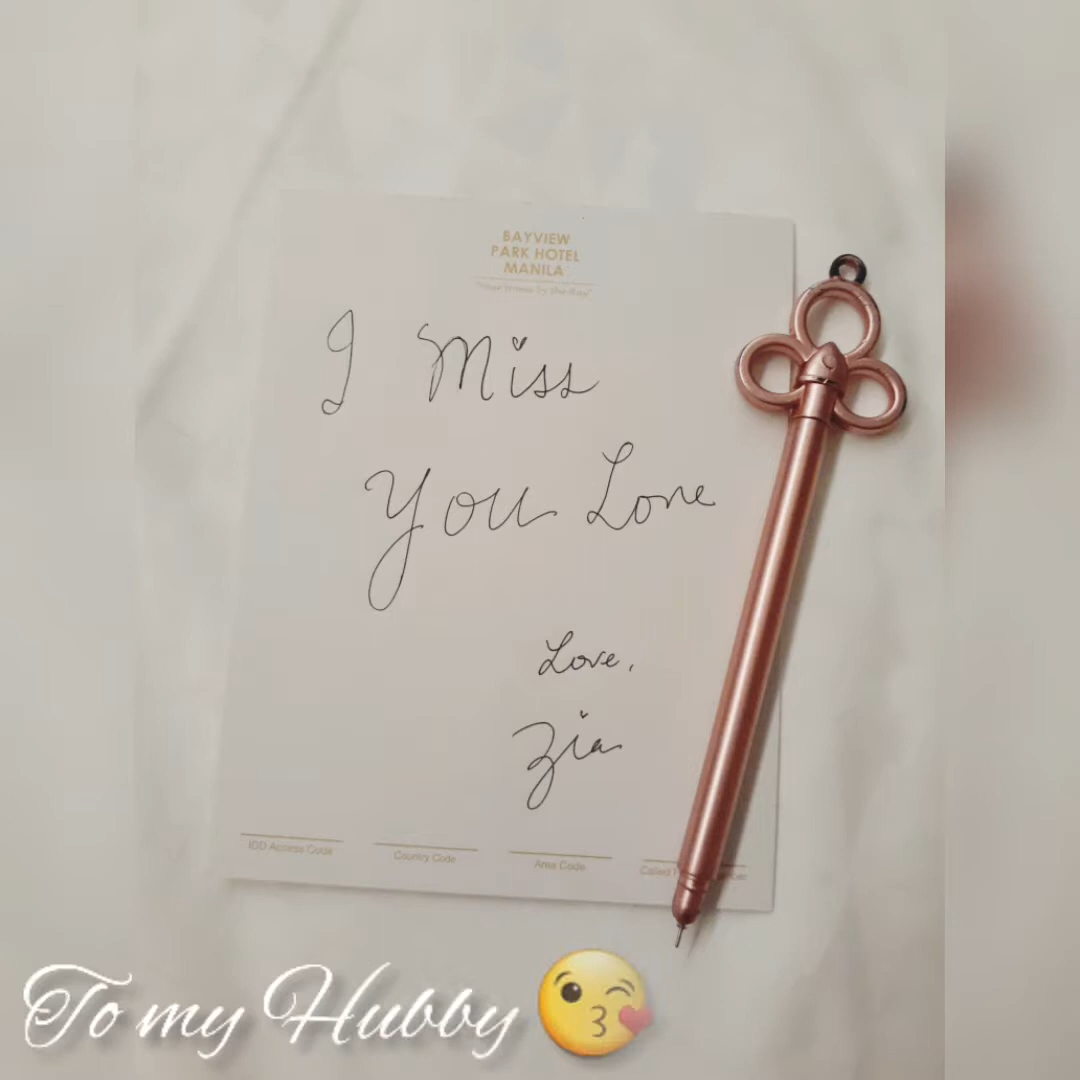 BAYVIEW
PARK HOTEL
MANILA
I Miss
You Love
Love,
Zia
IDD Access Code
Country Code
Area Code
Called
To my Hubby 😘